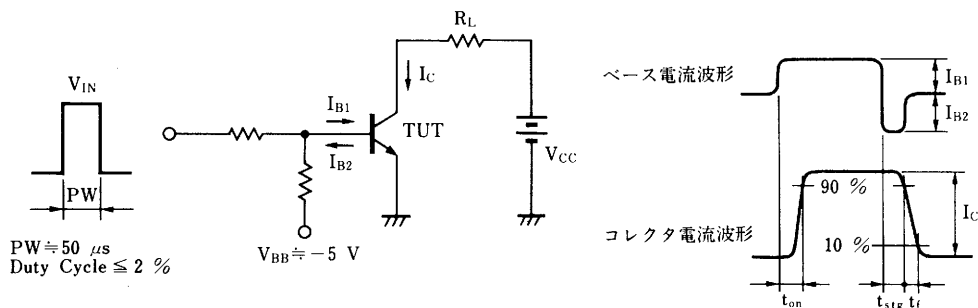 V_IN
PW
PW≒50 μs
Duty Cycle≦2 %
R_L
I_C
I_B1
I_B2
TUT
V_CC
V_BB≒−5 V
ベース電流波形
I_B1
I_B2
コレクタ電流波形
90 %
10 %
I_C
t_on
t_stg
t_f